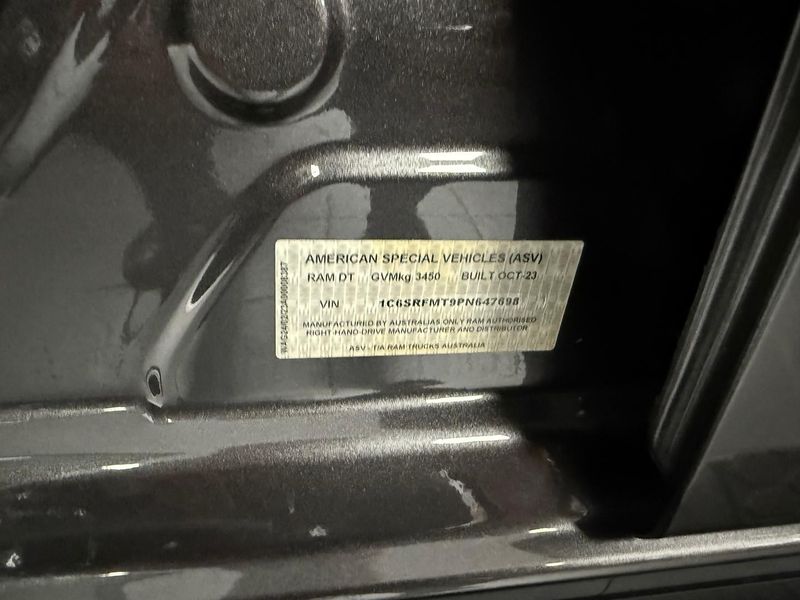 AMERICAN SPECIAL VEHICLES (ASV)
RAM DT GVMkg 3450 BUILT OCT-23
VIN 1C6SRFMT9PN647698
MANUFACTURED BY AUSTRALIAS ONLY RAM AUTHORISED
RIGHT-HAND-DRIVE MANUFACTURER AND DISTRIBUTOR
ASV - T/A RAM TRUCKS AUSTRALIA